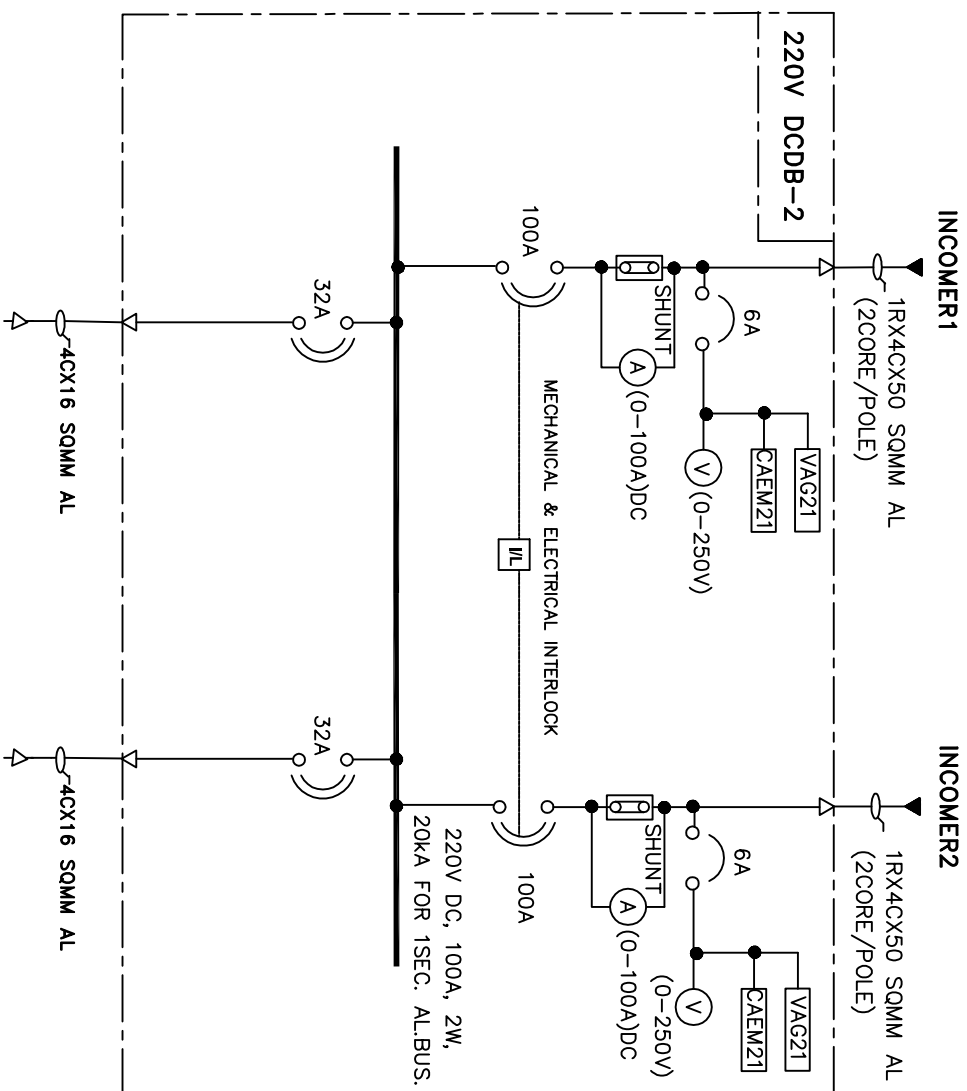 INCOMER1
1RX4CX50 SQMM AL
(2CORE/POLE)
220V DCDB-2
6A
VAG21
CAEM21
V
(0-250V)
SHUNT
A
(0-100A)DC
100A
MECHANICAL & ELECTRICAL INTERLOCK
I/L
32A
4CX16 SQMM AL
INCOMER2
1RX4CX50 SQMM AL
(2CORE/POLE)
6A
VAG21
CAEM21
V
(0-250V)
SHUNT
A
(0-100A)DC
100A
220V DC, 100A, 2W,
20kA FOR 1SEC. AL.BUS.
32A
4CX16 SQMM AL